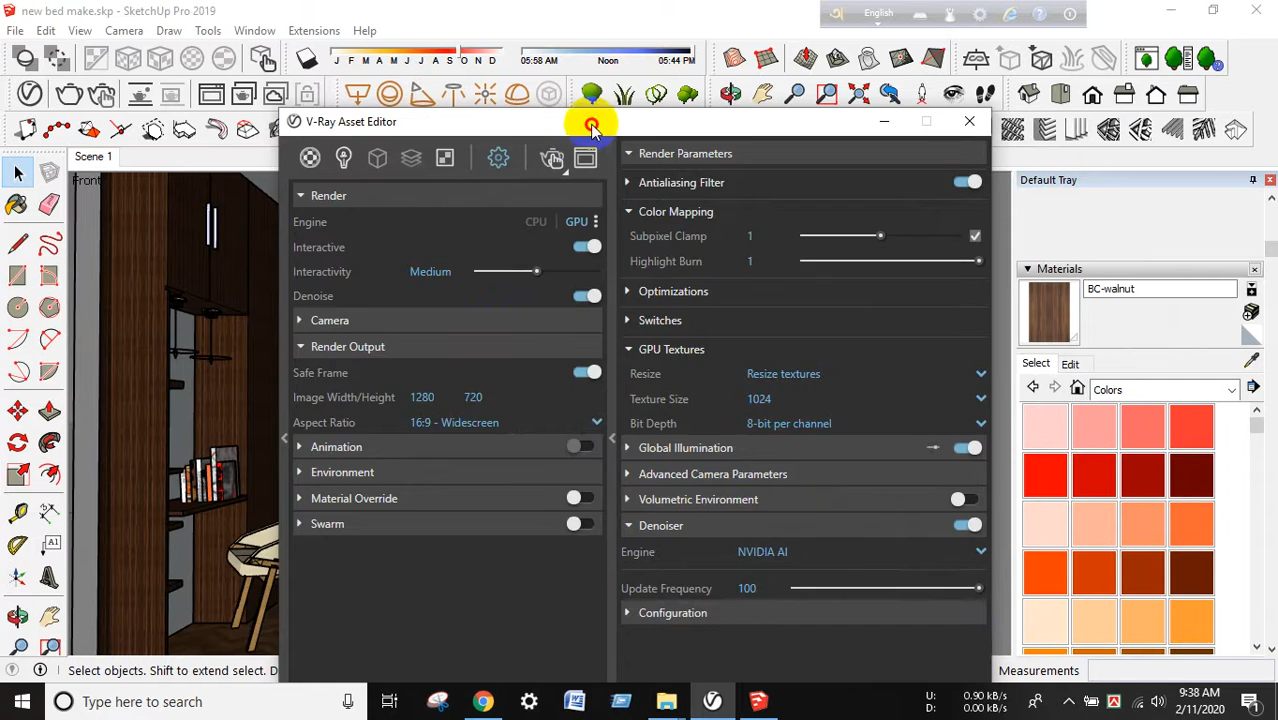 new bed make.skp - SketchUp Pro 2019
English
File Edit View Camera Draw Tools Window Extensions Help
J F M A M J J A S O N D
05:58 AM Noon 05:44 PM
V-Ray Asset Editor
Scene 1
Front
Render
Engine CPU GPU
Interactive
Interactivity Medium
Denoise
Camera
Render Output
Safe Frame
Image Width/Height 1280 720
Aspect Ratio 16:9 - Widescreen
Animation
Environment
Material Override
Swarm
Render Parameters
Antialiasing Filter
Color Mapping
Subpixel Clamp 1
Highlight Burn 1
Optimizations
Switches
GPU Textures
Resize Resize textures
Texture Size 1024
Bit Depth 8-bit per channel
Global Illumination
Advanced Camera Parameters
Volumetric Environment
Denoiser
Engine NVIDIA AI
Update Frequency 100
Configuration
Default Tray
Materials
BC-walnut
Select Edit
Colors
Select objects. Shift to extend select. D
Measurements
Type here to search
U: 0.90 kB/s
D: 0.00 kB/s
9:38 AM
2/11/2020